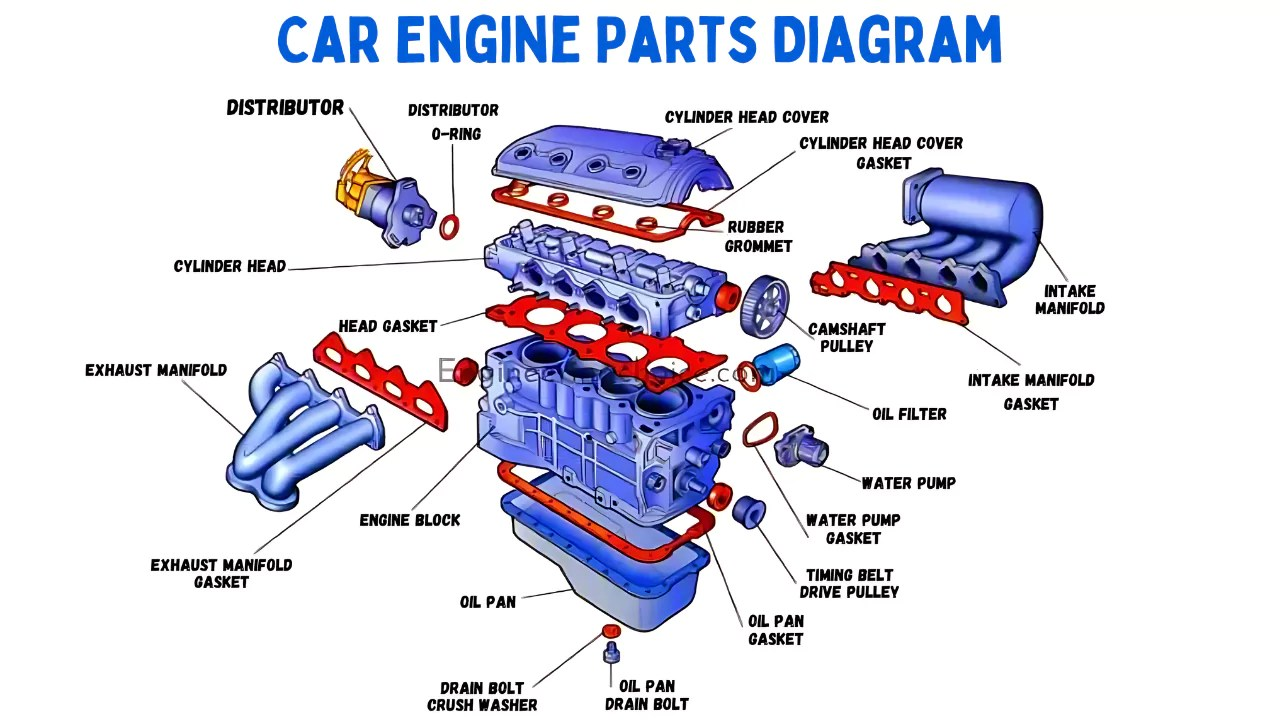 CAR ENGINE PARTS DIAGRAM
DISTRIBUTOR
DISTRIBUTOR
O-RING
CYLINDER HEAD COVER
CYLINDER HEAD COVER
GASKET
RUBBER
GROMMET
CYLINDER HEAD
INTAKE
MANIFOLD
HEAD GASKET
CAMSHAFT
PULLEY
EXHAUST MANIFOLD
INTAKE MANIFOLD
GASKET
OIL FILTER
WATER PUMP
ENGINE BLOCK
WATER PUMP
GASKET
EXHAUST MANIFOLD
GASKET
TIMING BELT
DRIVE PULLEY
OIL PAN
OIL PAN
GASKET
DRAIN BOLT
CRUSH WASHER
OIL PAN
DRAIN BOLT